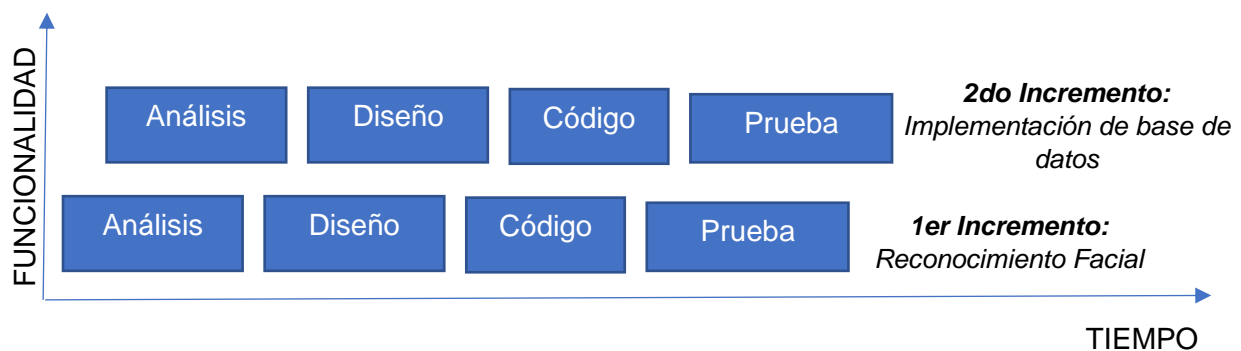 FUNCIONALIDAD
Análisis
Diseño
Código
Prueba
2do Incremento:
Implementación de base de
datos
Análisis
Diseño
Código
Prueba
1er Incremento:
Reconocimiento Facial
TIEMPO